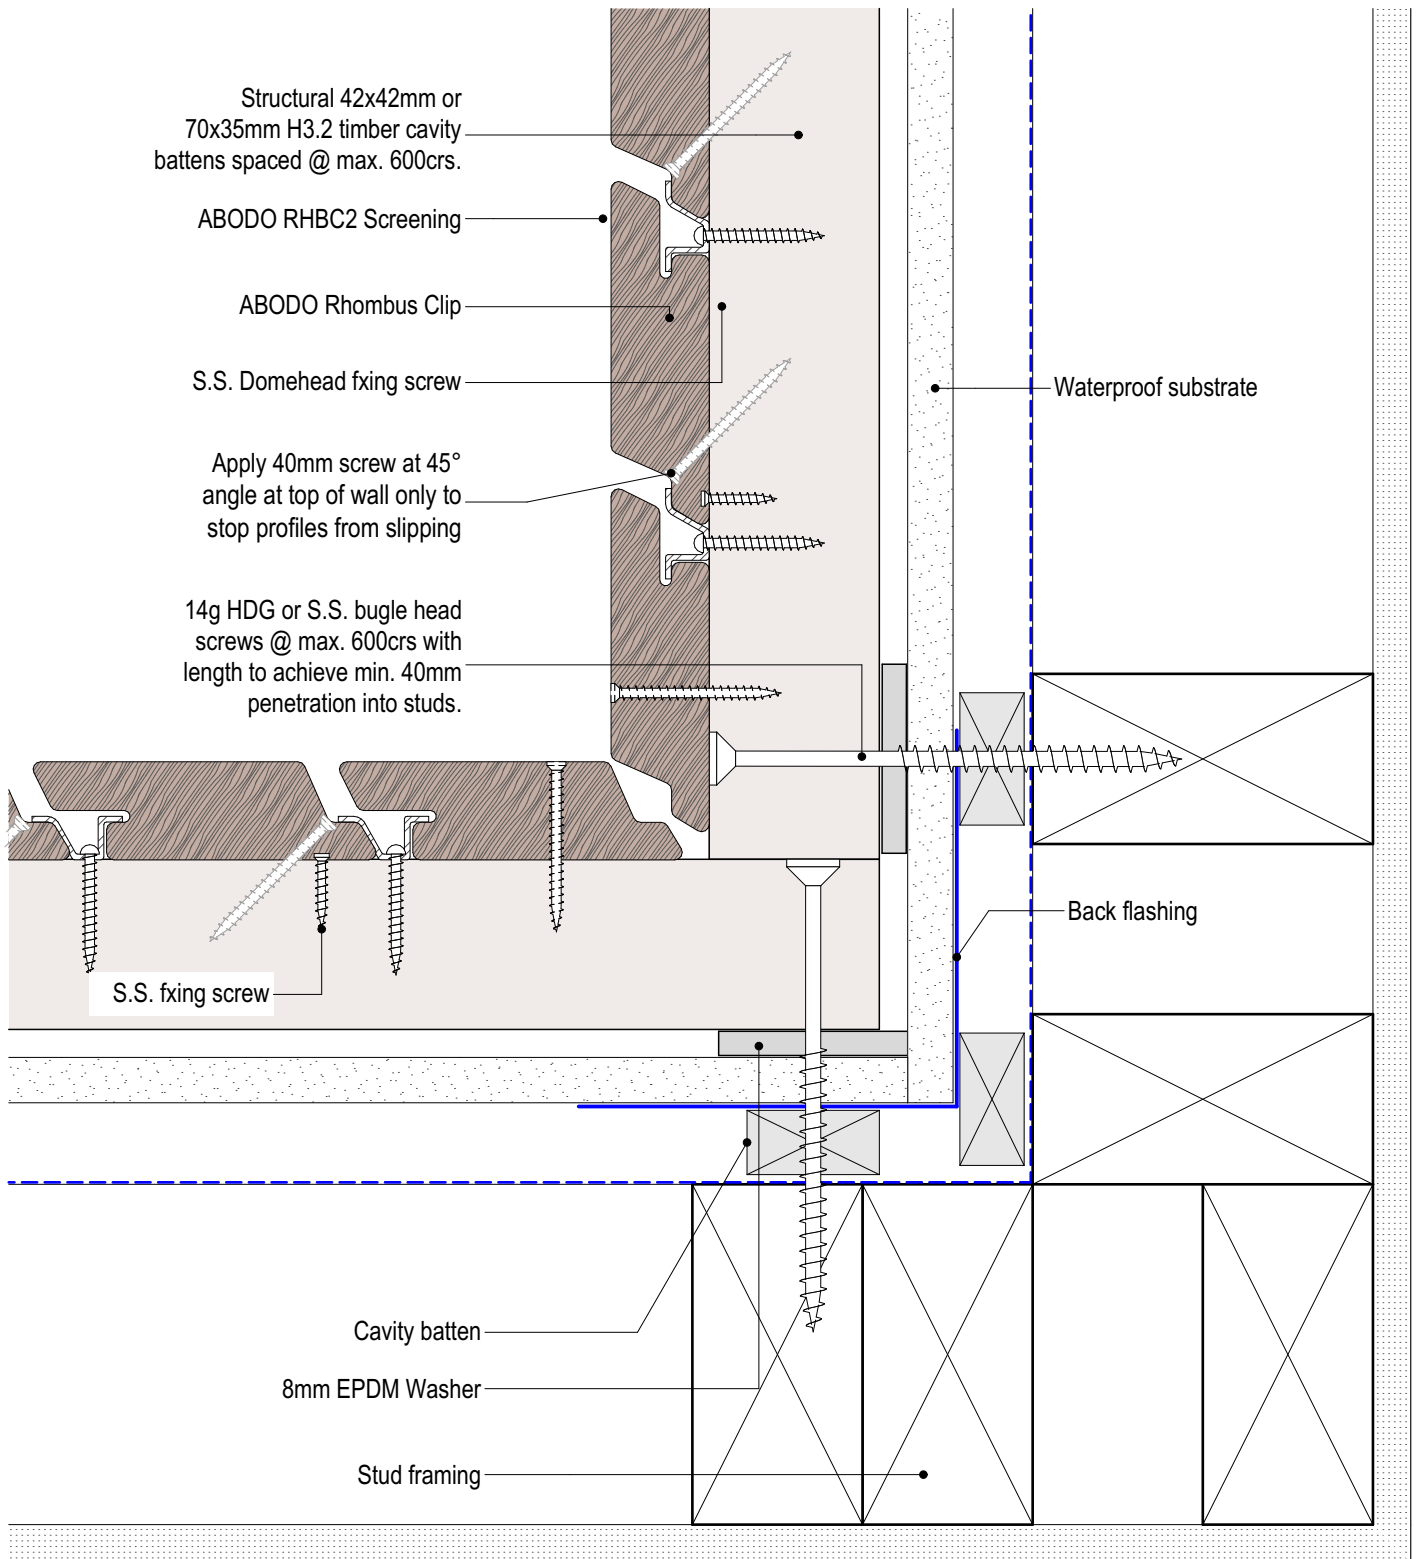 Structural 42x42mm or
70x35mm H3.2 timber cavity
battens spaced @ max. 600crs.
ABODO RHBC2 Screening
ABODO Rhombus Clip
S.S. Domehead fxing screw
Waterproof substrate
Apply 40mm screw at 45°
angle at top of wall only to
stop profiles from slipping
14g HDG or S.S. bugle head
screws @ max. 600crs with
length to achieve min. 40mm
penetration into studs.
Back flashing
S.S. fxing screw
Cavity batten
8mm EPDM Washer
Stud framing